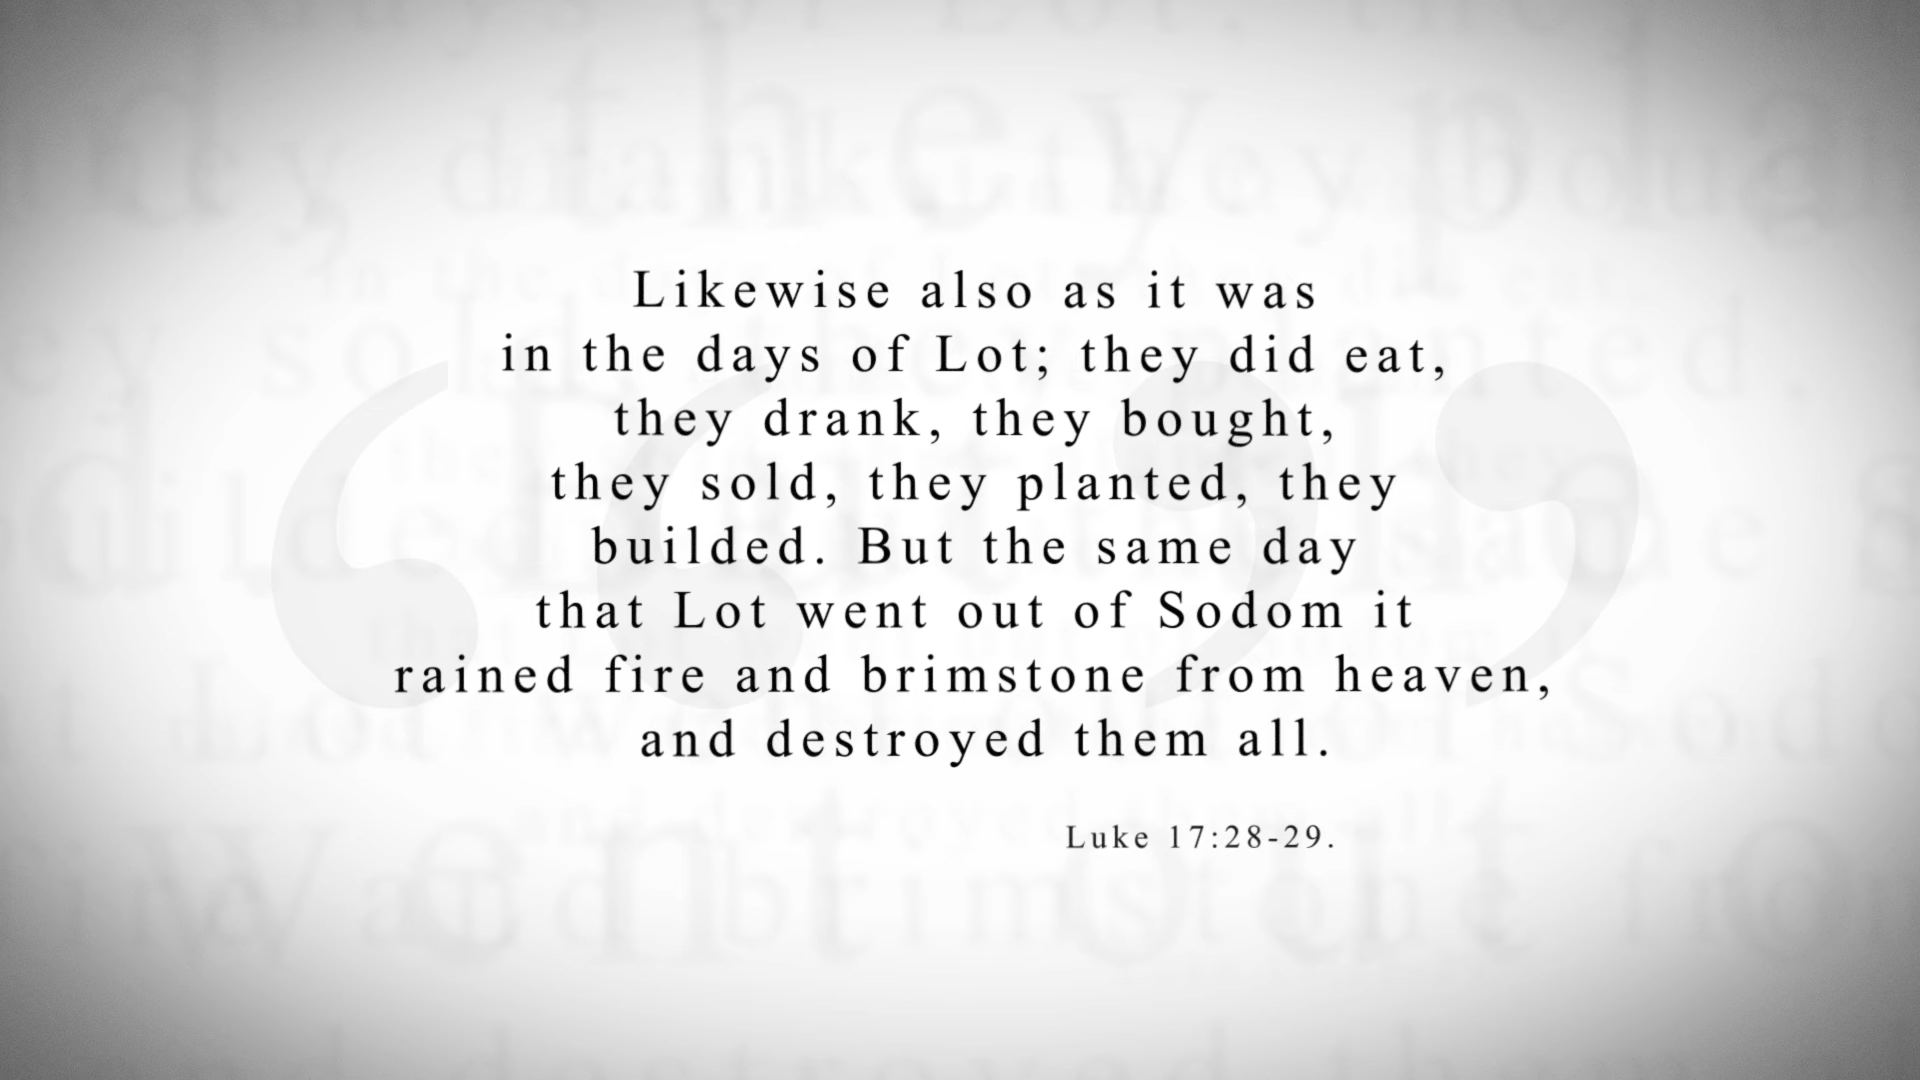 Likewise also as it was
in the days of Lot; they did eat,
they drank, they bought,
they sold, they planted, they
builded. But the same day
that Lot went out of Sodom it
rained fire and brimstone from heaven,
and destroyed them all.
Luke 17:28-29.